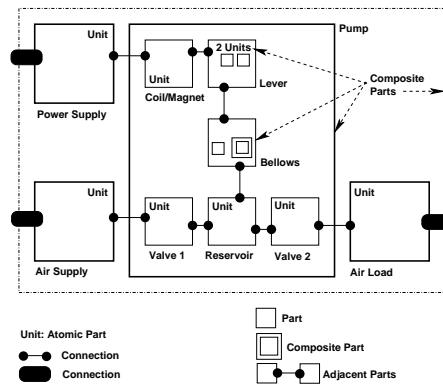 Unit
Unit
2 Units
Pump
Power Supply
Coil/Magnet
Lever
Composite
Parts
Bellows
Unit
Unit
Unit
Unit
Unit
Air Supply
Valve 1
Reservoir
Valve 2
Air Load
Unit: Atomic Part
Connection
Connection
Part
Composite Part
Adjacent Parts